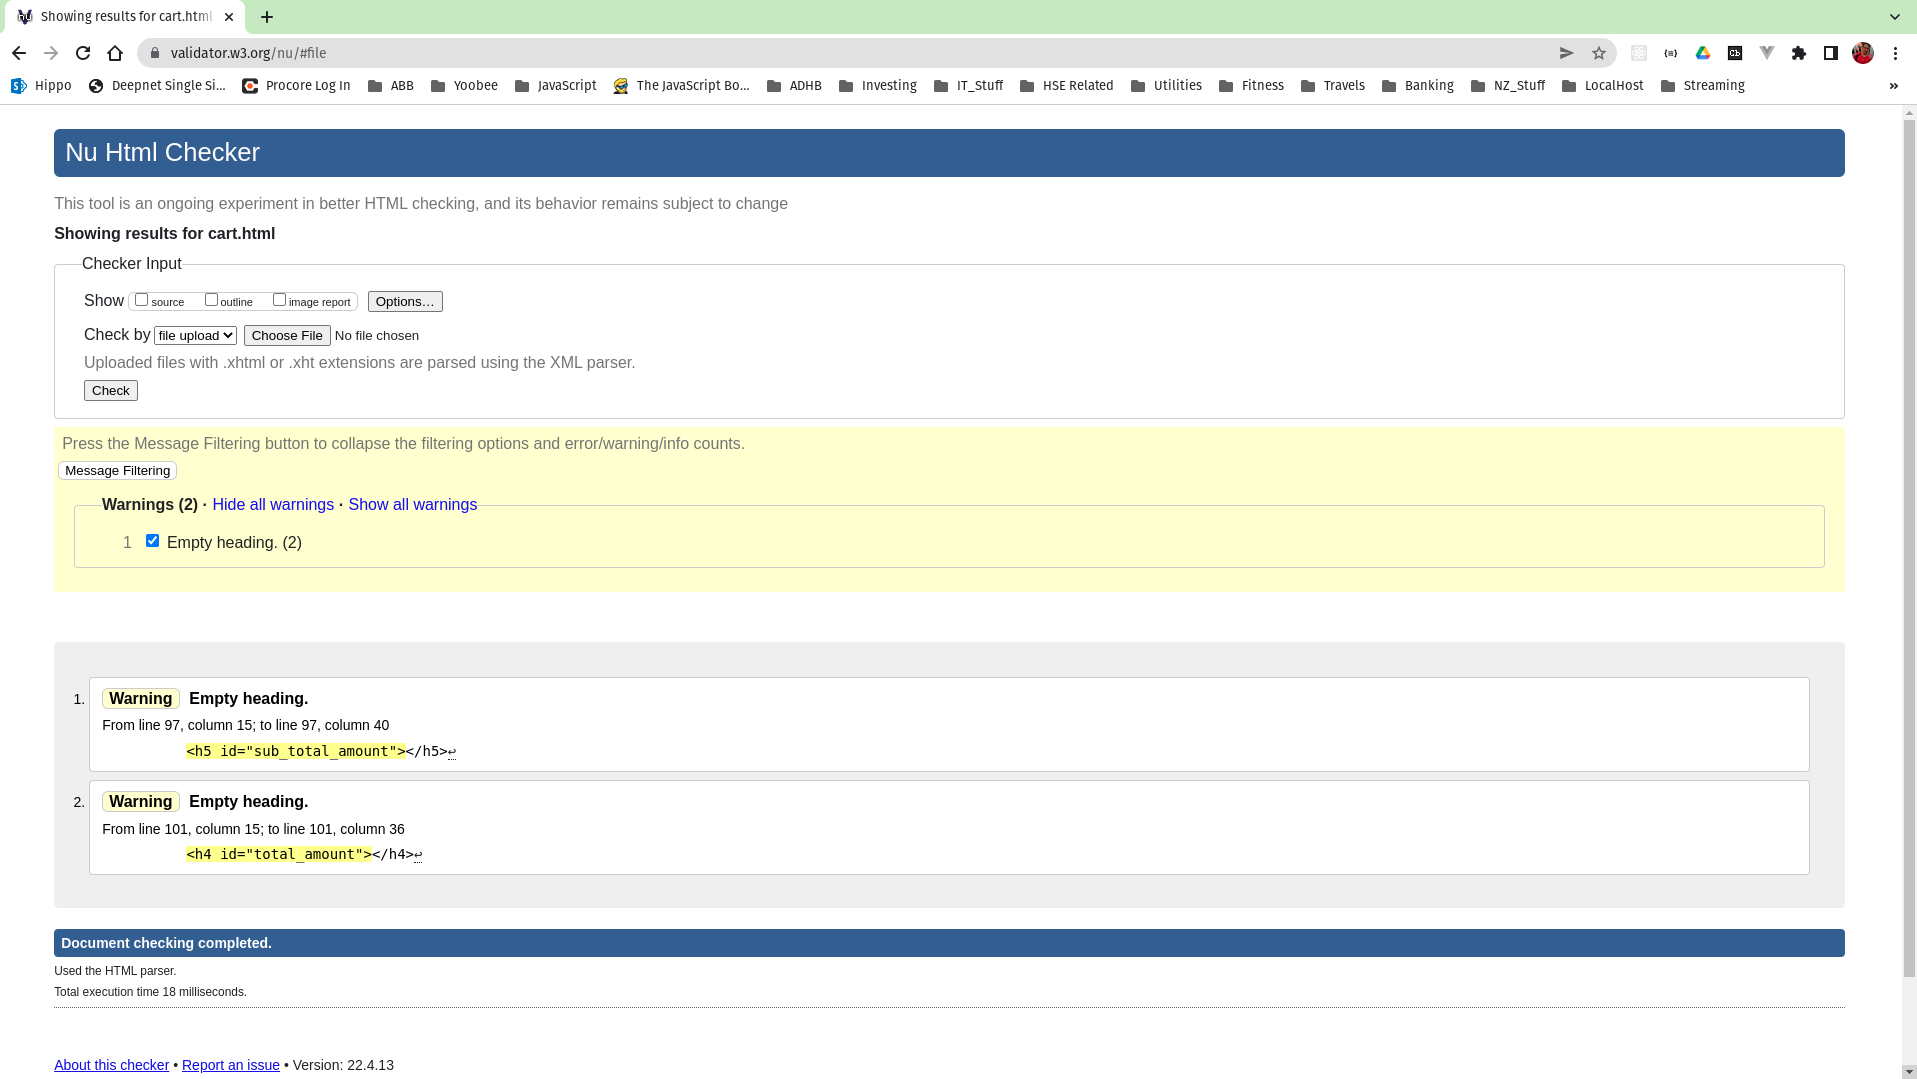 Showing results for cart.html
validator.w3.org/nu/#file
Hippo Deepnet Single Si... Procore Log In ABB Yoobee JavaScript The JavaScript Bo... ADHB Investing IT_Stuff HSE Related Utilities Fitness Travels Banking NZ_Stuff LocalHost Streaming »
Nu Html Checker
This tool is an ongoing experiment in better HTML checking, and its behavior remains subject to change
Showing results for cart.html
Checker Input
Show source outline image report Options...
Check by file upload Choose File No file chosen
Uploaded files with .xhtml or .xht extensions are parsed using the XML parser.
Check
Press the Message Filtering button to collapse the filtering options and error/warning/info counts.
Message Filtering
Warnings (2) · Hide all warnings · Show all warnings
1 Empty heading. (2)
1. Warning Empty heading.
From line 97, column 15; to line 97, column 40
<h5 id="sub_total_amount"></h5>↩
2. Warning Empty heading.
From line 101, column 15; to line 101, column 36
<h4 id="total_amount"></h4>↩
Document checking completed.
Used the HTML parser.
Total execution time 18 milliseconds.
About this checker • Report an issue • Version: 22.4.13